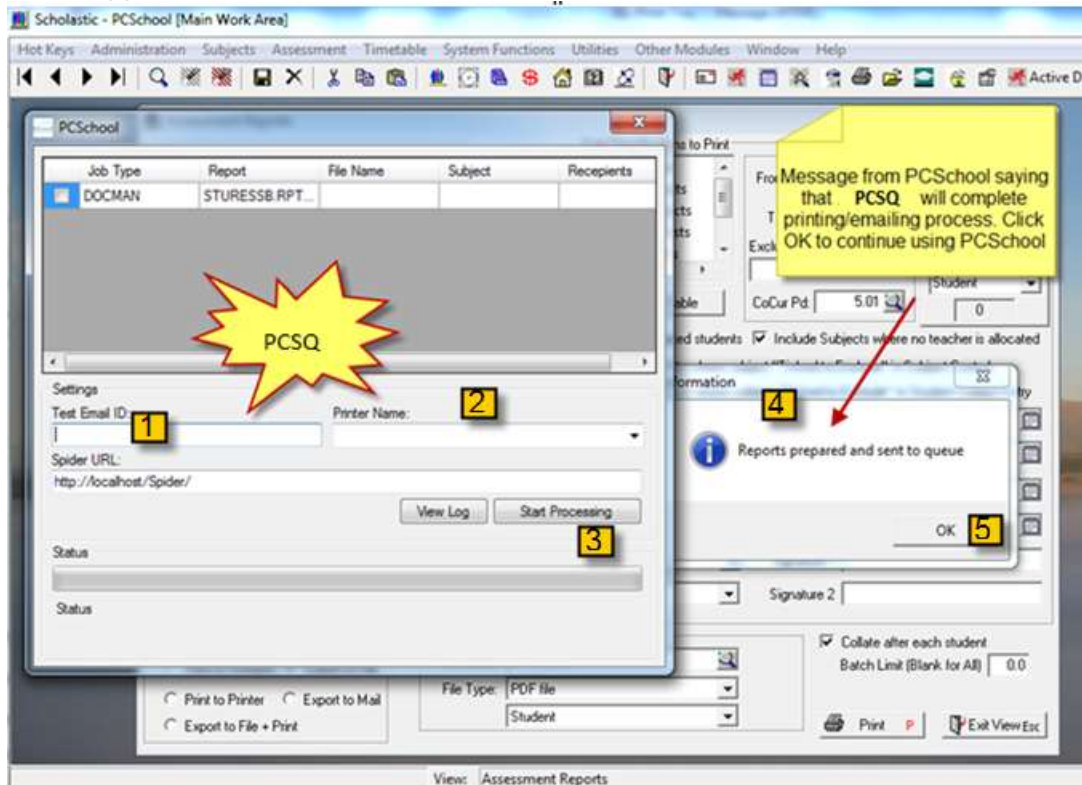 Scholastic - PCSchool [Main Work Area]
Hot Keys Administration Subjects Assessment Timetable System Functions Utilities Other Modules Window Help
Active D
PCSchool
Job Type Report File Name Subject Recepients
DOCMAN STURESSB.RPT...
PCSQ
Settings
Test Email ID: Printer Name:
1
2
Spider URL:
http://localhost/Spider/
View Log Start Processing
3
Status
Status
Message from PCSchool saying
that . PCSQ will complete
printing/emailing process. Click
OK to continue using PCSchool
to Print
Student
CoCur Pd: 5.01
0
students Include Subjects where no teacher is allocated
4
Reports prepared and sent to queue
OK
5
Signature 2
Collate after each student
Batch Limit (Blank for All) 0.0
Print to Printer Export to Mail
Export to File + Print
File Type: PDF file
Student
Print P Exit View Esc
View: Assessment Reports